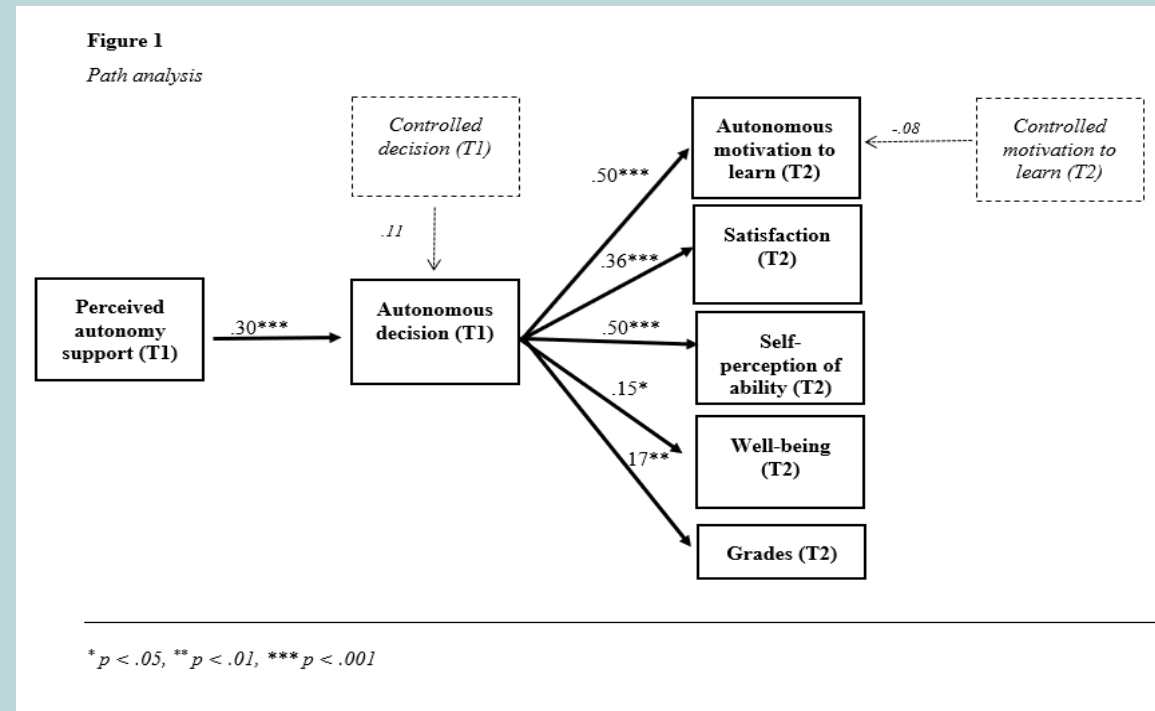 Figure 1
Path analysis
Controlled
decision (T1)
.11
Perceived
autonomy
support (T1)
.30***
Autonomous
decision (T1)
.50***
.36***
.50***
.15*
.17**
Autonomous
motivation to
learn (T2)
-.08
Controlled
motivation to
learn (T2)
Satisfaction
(T2)
Self-
perception of
ability (T2)
Well-being
(T2)
Grades (T2)
* p < .05, ** p < .01, *** p < .001